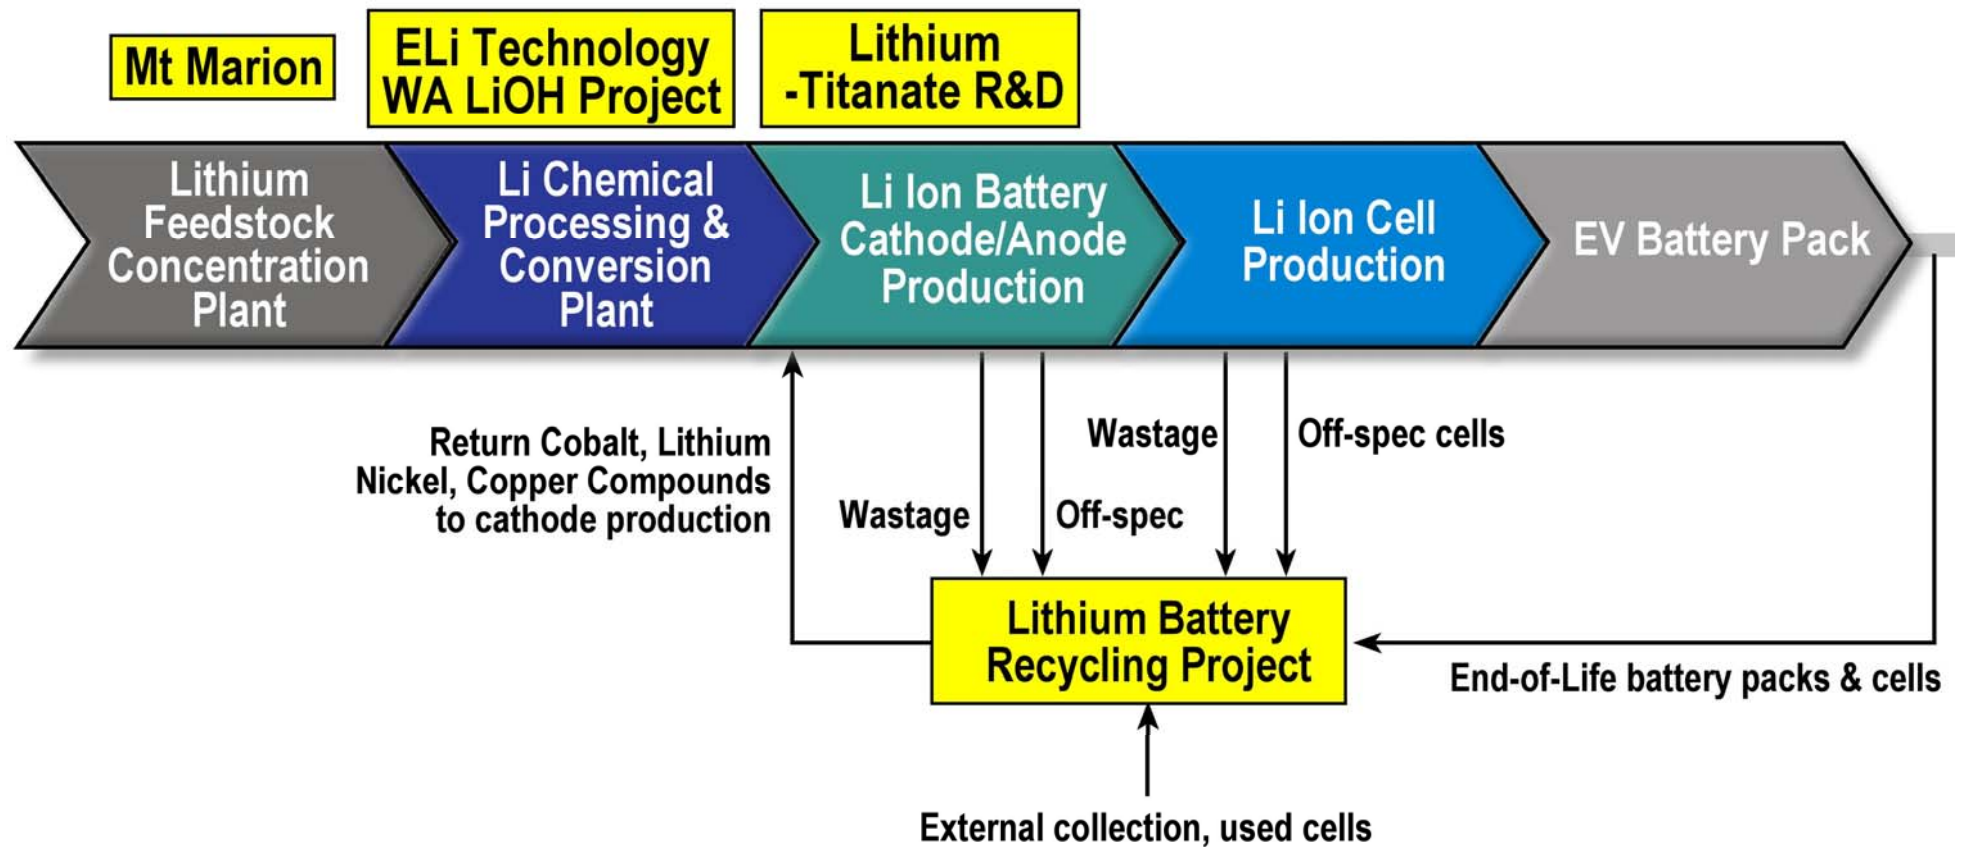 Mt Marion
ELi Technology
WA LiOH Project
Lithium
-Titanate R&D
Lithium
Feedstock
Concentration
Plant
Li Chemical
Processing &
Conversion
Plant
Li Ion Battery
Cathode/Anode
Production
Li Ion Cell
Production
EV Battery Pack
Return Cobalt, Lithium
Nickel, Copper Compounds
to cathode production
Wastage
Off-spec
Wastage
Off-spec cells
Lithium Battery
Recycling Project
End-of-Life battery packs & cells
External collection, used cells